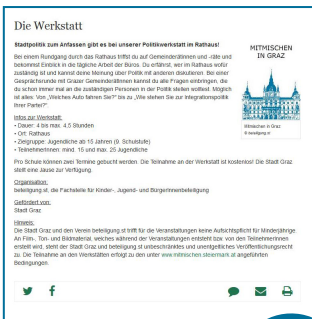 Die Werkstatt
Stadtpolitik zum Anfassen gibt es bei unserer Politikwerkstatt im Rathaus!
Bei einem Rundgang durch das Rathaus triffst du auf GemeinderätInnen und -räte und
bekommst Einblick in die tägliche Arbeit der Büros. Du erfährst, wer im Rathaus wofür
zuständig ist und kannst deine Meinung über Politik mit anderen diskutieren. Bei einer
Gesprächsrunde mit Grazer GemeinderätInnen kannst du alle Fragen einbringen, die
du schon immer mal an die zuständigen Personen in der Politik stellen wolltest. Möglich
ist alles: Von „Welches Auto fahren Sie?" bis zu „Wie stehen Sie zur Integrationspolitik
Ihrer Partei?".
Infos zur Werkstatt:
• Dauer: 4 bis max. 4,5 Stunden
• Ort: Rathaus
• Zielgruppe: Jugendliche ab 15 Jahren (9. Schulstufe)
• TeilnehmerInnen: mind. 15 und max. 25 Jugendliche
Pro Schule können zwei Termine gebucht werden. Die Teilnahme an der Werkstatt ist kostenlos! Die Stadt Graz
stellt eine Jause zur Verfügung.
Organisation:
beteiligung.st, die Fachstelle für Kinder-, Jugend- und BürgerInnenbeteiligung
Gefördert von:
Stadt Graz
Hinweis:
Die Stadt Graz und den Verein beteiligung.st trifft für die Veranstaltungen keine Aufsichtspflicht für Minderjährige.
An Film-, Ton- und Bildmaterial, welches während der Veranstaltungen entsteht bzw. von den TeilnehmerInnen
erstellt wird, steht der Stadt Graz und beteiligung.st unbeschränktes und unentgeltliches Veröffentlichungsrecht
zu. Die Teilnahme an den Werkstätten erfolgt zu den unter www.mitmischen.steiermark.at angeführten
Bedingungen.
MITMISCHEN
IN GRAZ
Mitmischen in Graz
© beteiligung.st